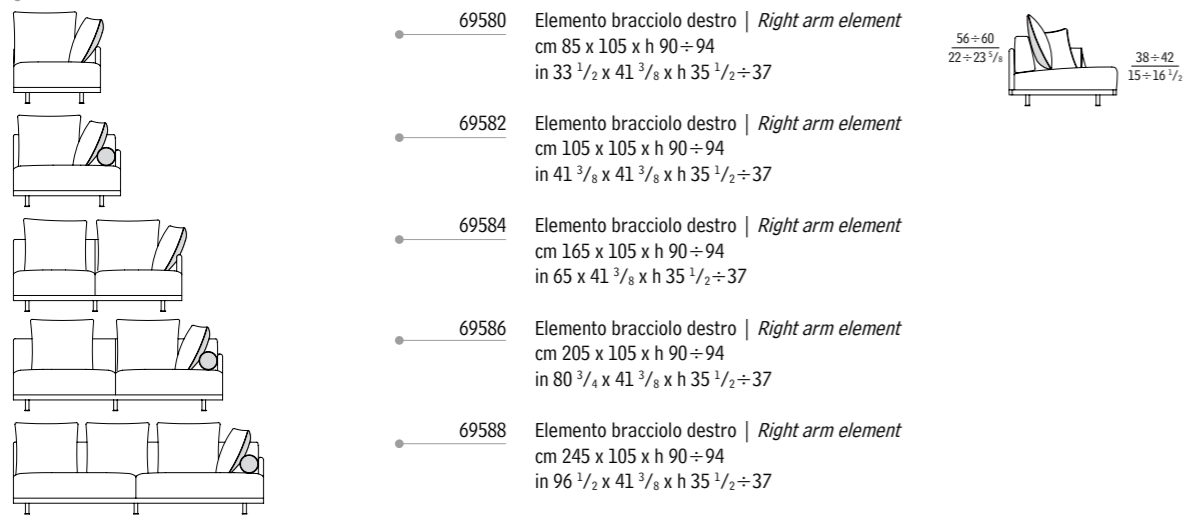 69580 Elemento bracciolo destro | Right arm element
cm 85 x 105 x h 90÷94
in 33 1/2 x 41 3/8 x h 35 1/2÷37
56÷60
22÷23 5/8
38÷42
15÷16 1/2
69582 Elemento bracciolo destro | Right arm element
cm 105 x 105 x h 90÷94
in 41 3/8 x 41 3/8 x h 35 1/2÷37
69584 Elemento bracciolo destro | Right arm element
cm 165 x 105 x h 90÷94
in 65 x 41 3/8 x h 35 1/2÷37
69586 Elemento bracciolo destro | Right arm element
cm 205 x 105 x h 90÷94
in 80 3/4 x 41 3/8 x h 35 1/2÷37
69588 Elemento bracciolo destro | Right arm element
cm 245 x 105 x h 90÷94
in 96 1/2 x 41 3/8 x h 35 1/2÷37